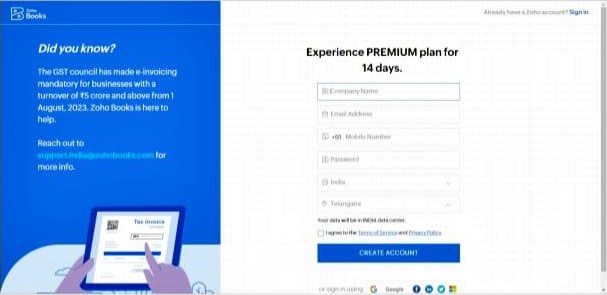 Zoho
Books
Already have a Zoho account? Sign in
Did you know?
The GST council has made e-invoicing
mandatory for businesses with a
turnover of ₹5 crore and above from 1
August, 2023. Zoho Books is here to
help.
Reach out to
support.india@zohobooks.com for
more info.
Tax Invoice
Experience PREMIUM plan for
14 days.
Company Name
Email Address
+91 Mobile Number
Password
India
Telangana
Your data will be in INDIA data center.
I agree to the Terms of Service and Privacy Policy
CREATE ACCOUNT
or sign in using Google